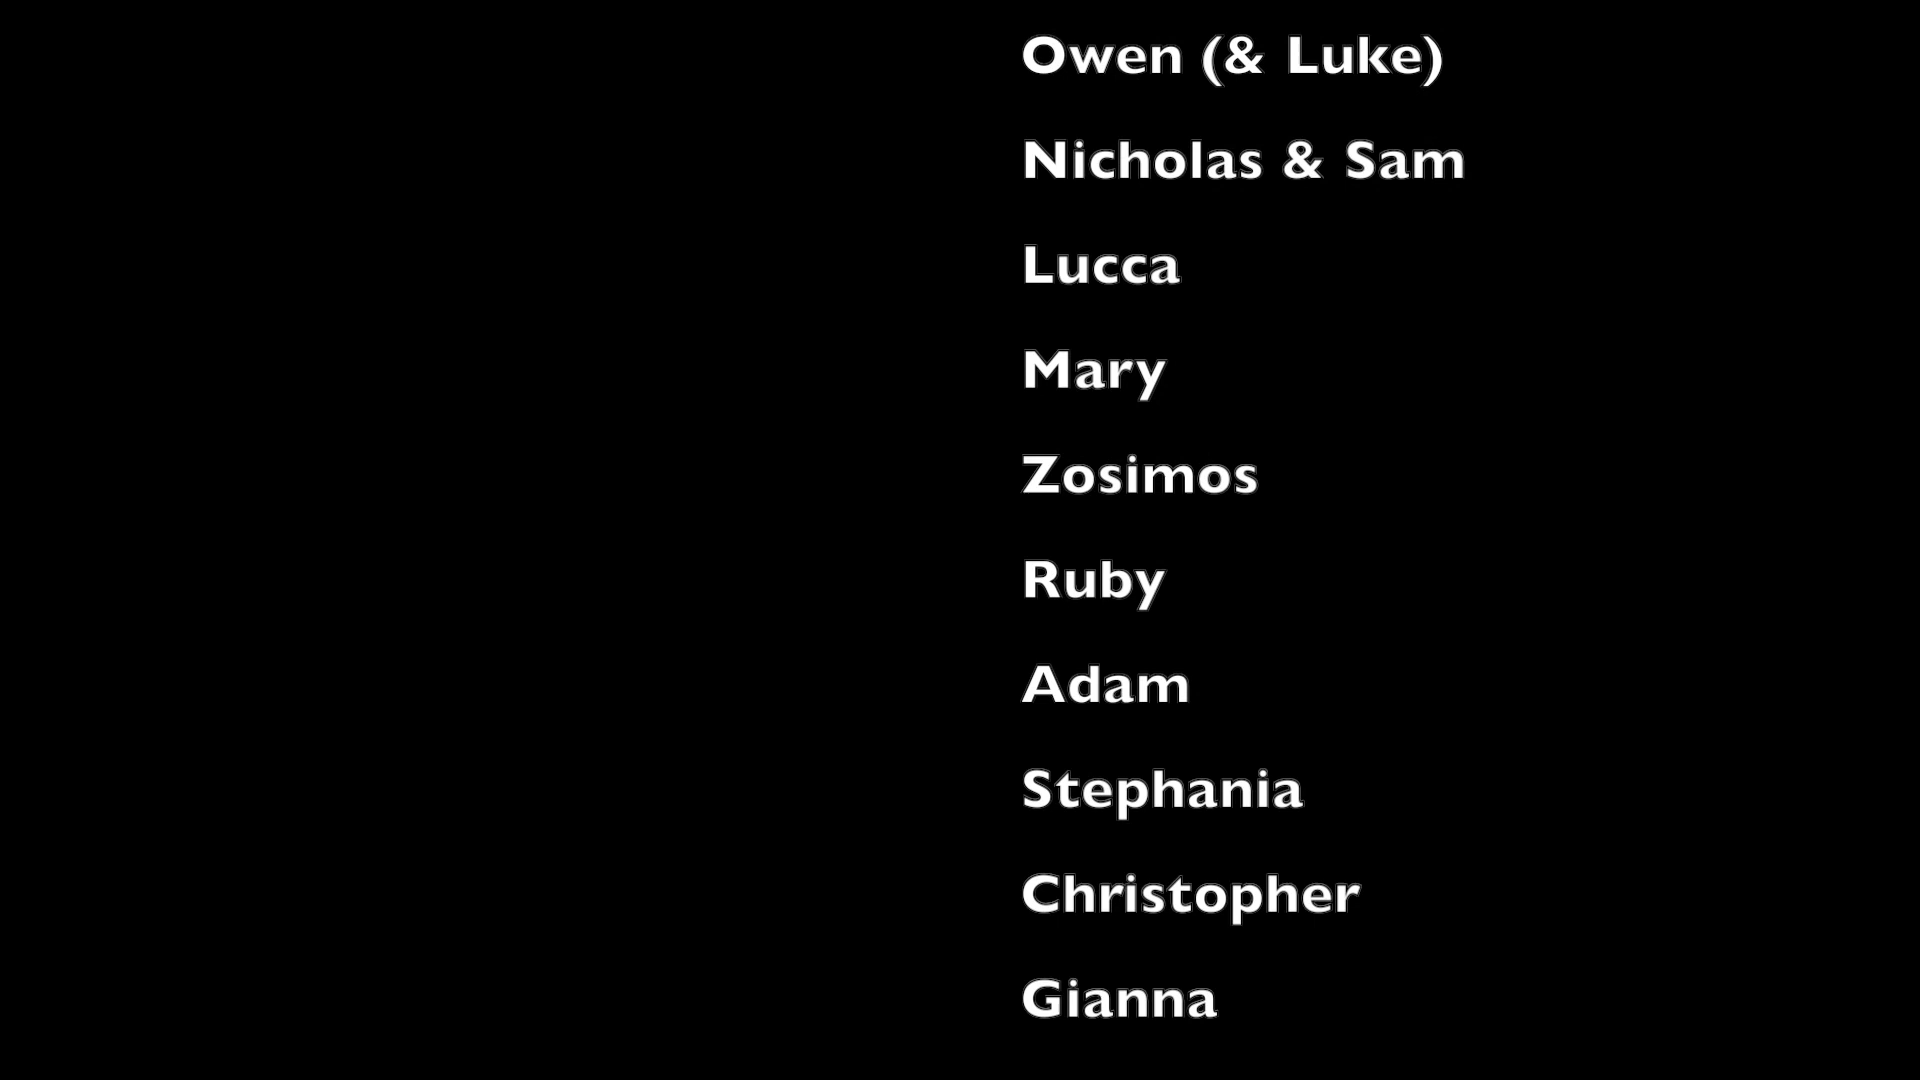 Owen (& Luke)
Nicholas & Sam
Lucca
Mary
Zosimos
Ruby
Adam
Stephania
Christopher
Gianna